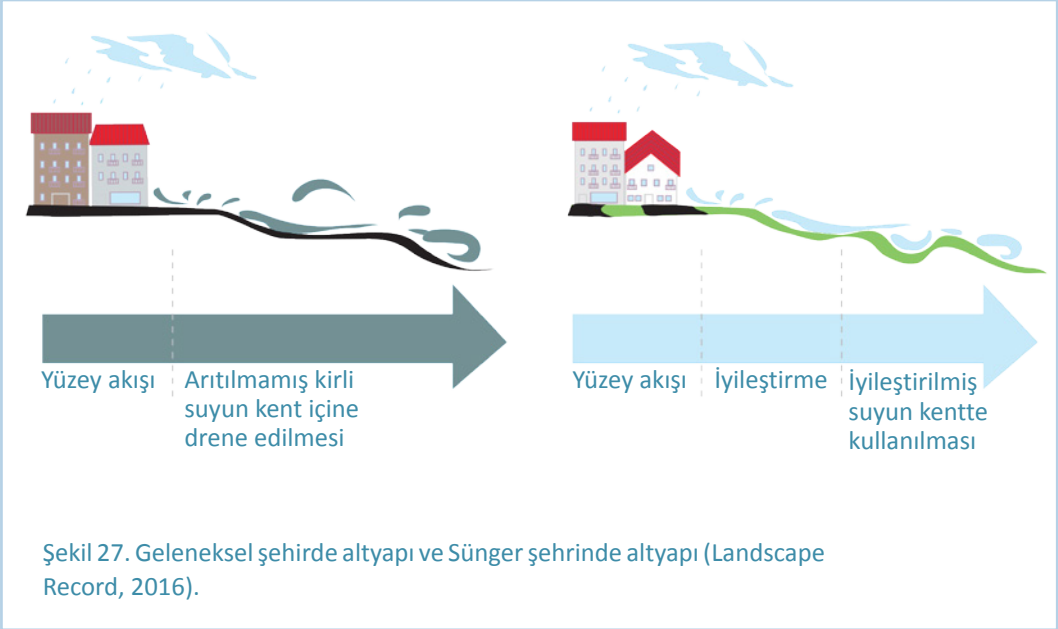 Yüzey akışı
Arıtılmamış kirli
suyun kent içine
drene edilmesi
Yüzey akışı
İyileştirme
İyileştirilmiş
suyun kentte
kullanılması
Şekil 27. Geleneksel şehirde altyapı ve Sünger şehrinde altyapı (Landscape
Record, 2016).